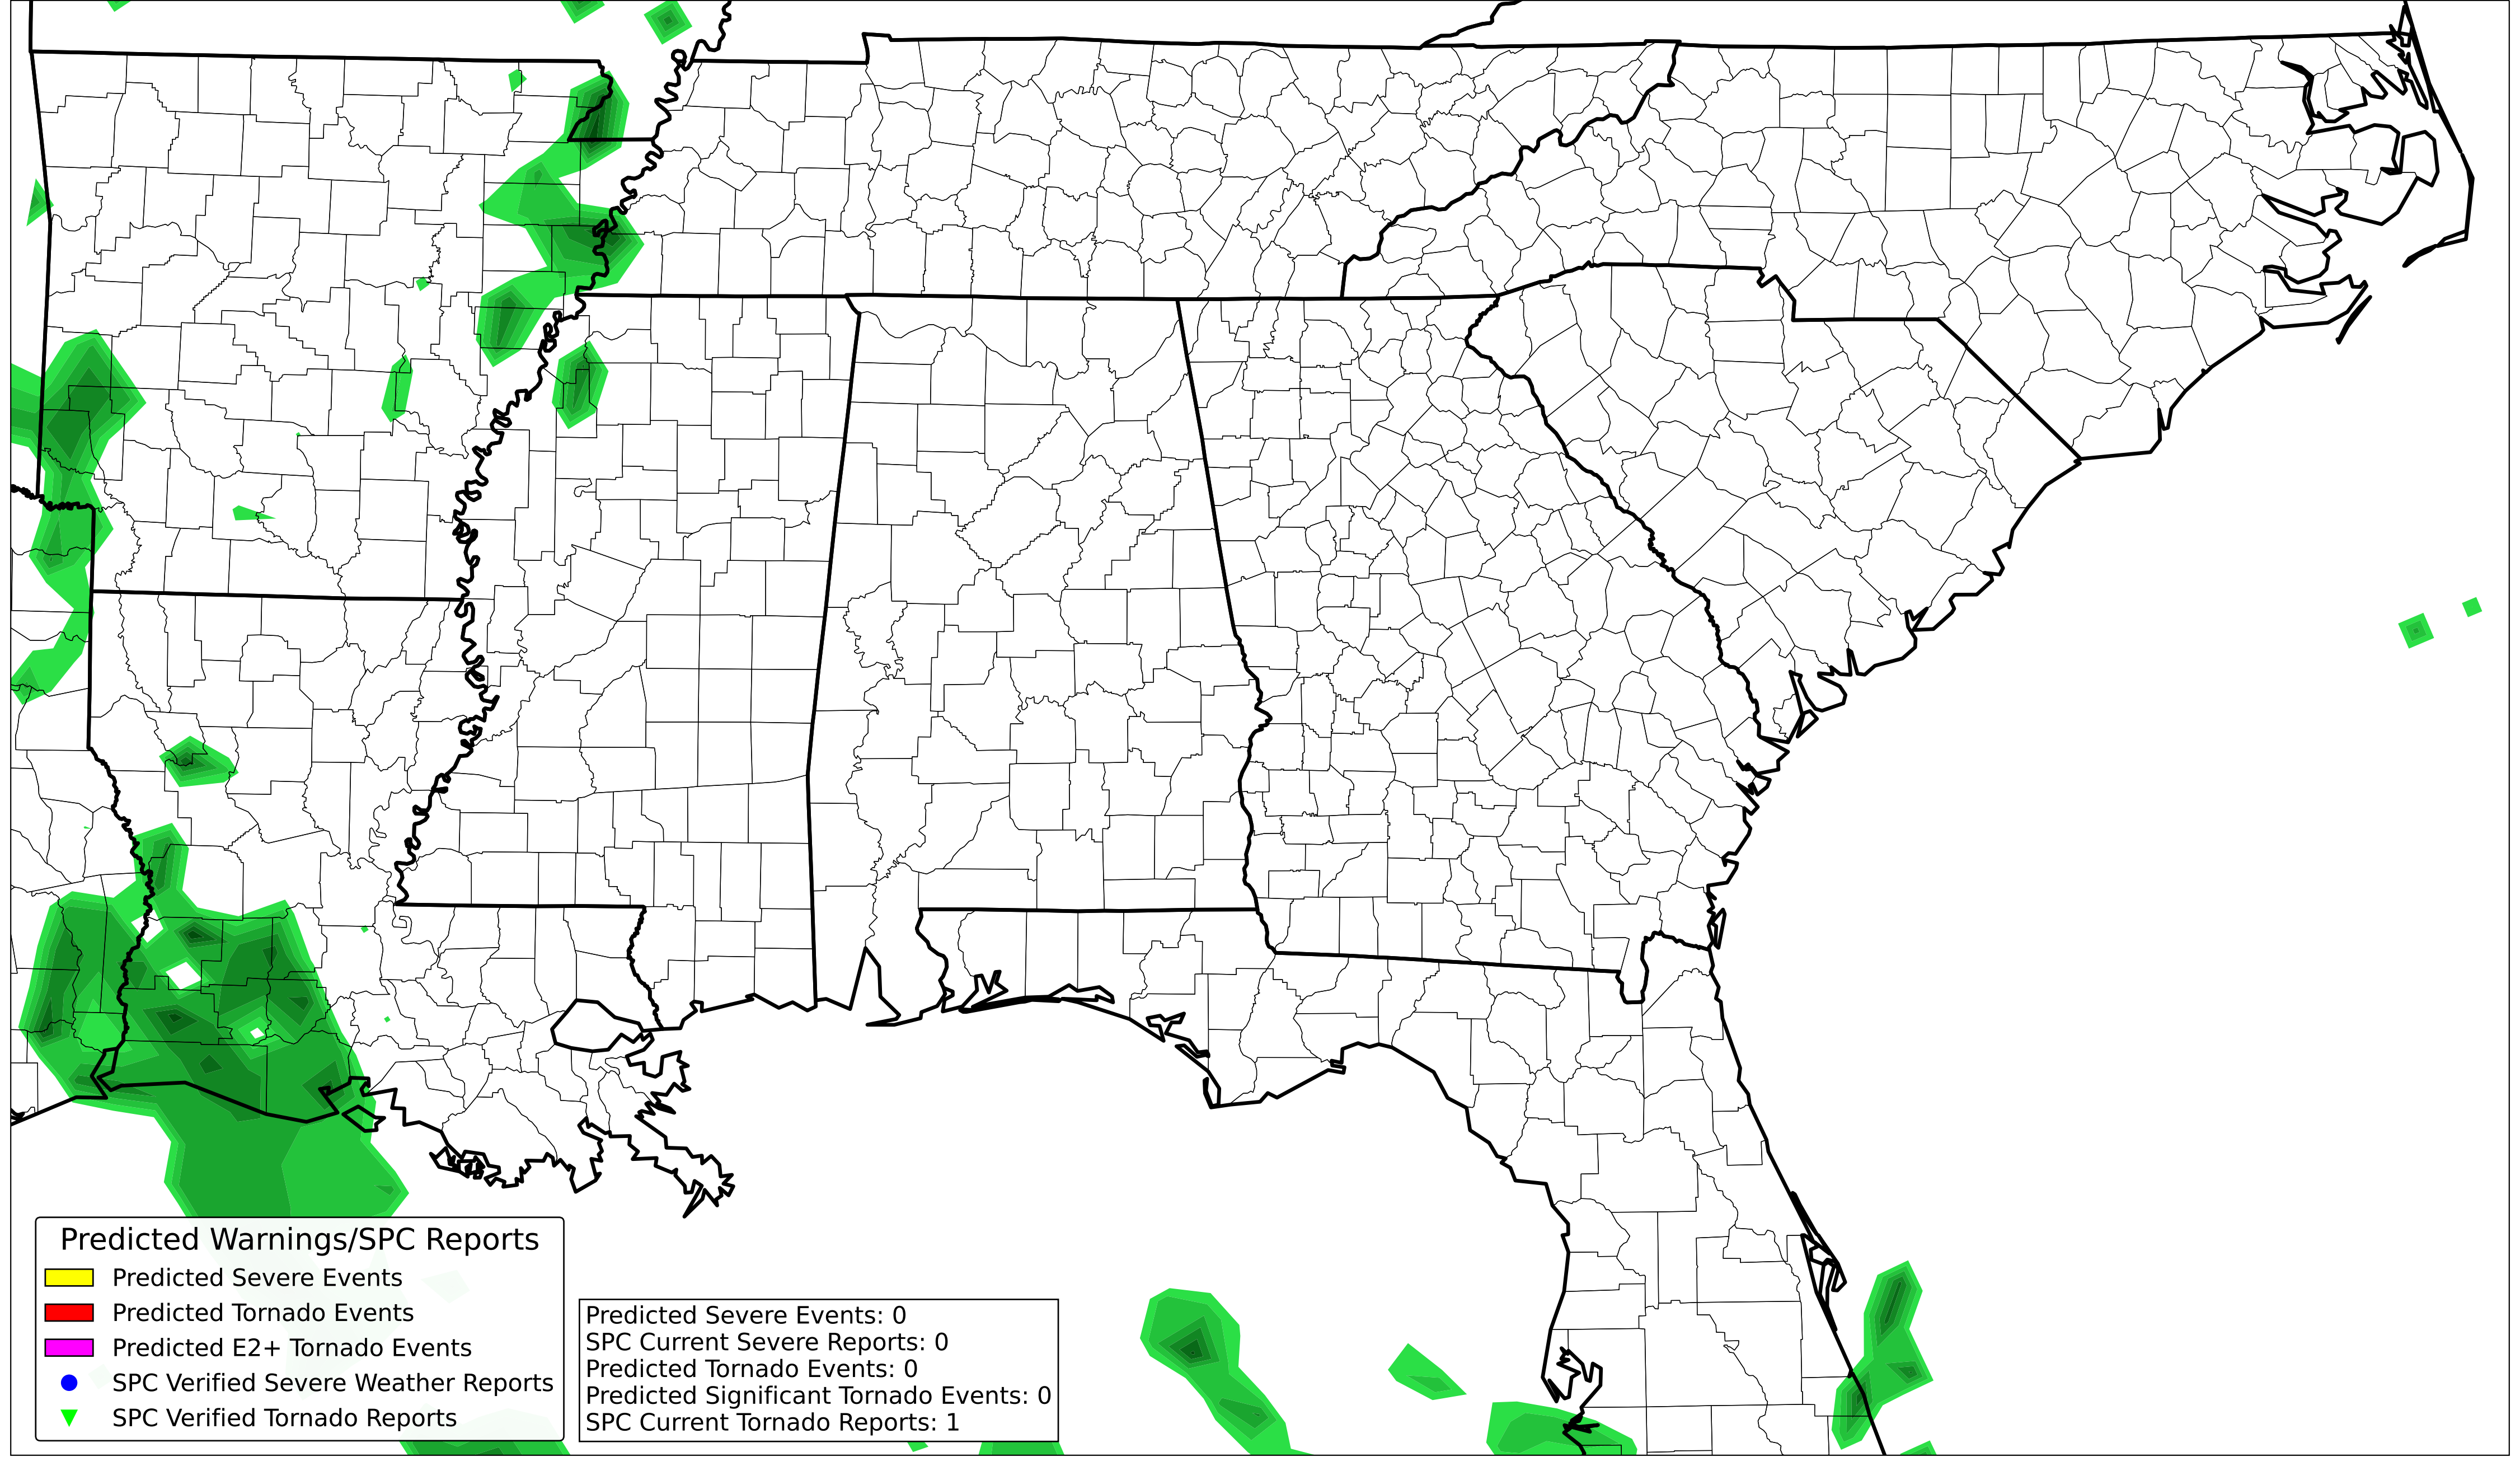 Predicted Warnings/SPC Reports
Predicted Severe Events
Predicted Tornado Events
Predicted E2+ Tornado Events
SPC Verified Severe Weather Reports
SPC Verified Tornado Reports
Predicted Severe Events: 0
SPC Current Severe Reports: 0
Predicted Tornado Events: 0
Predicted Significant Tornado Events: 0
SPC Current Tornado Reports: 1